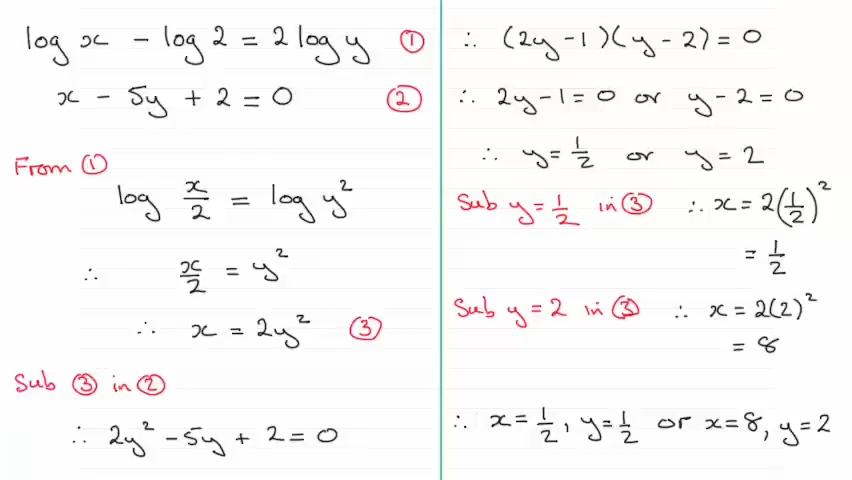 log x - log 2 = 2 log y ①
x - 5y + 2 = 0 ②
From ①
log x/2 = log y²
∴ x/2 = y²
∴ x = 2y² ③
Sub ③ in ②
∴ 2y² - 5y + 2 = 0
∴ (2y - 1)(y - 2) = 0
∴ 2y - 1 = 0 or y - 2 = 0
∴ y = 1/2 or y = 2
Sub y = 1/2 in ③ ∴ x = 2(1/2)²
= 1/2
Sub y = 2 in ③ ∴ x = 2(2)²
= 8
∴ x = 1/2, y = 1/2 or x = 8, y = 2